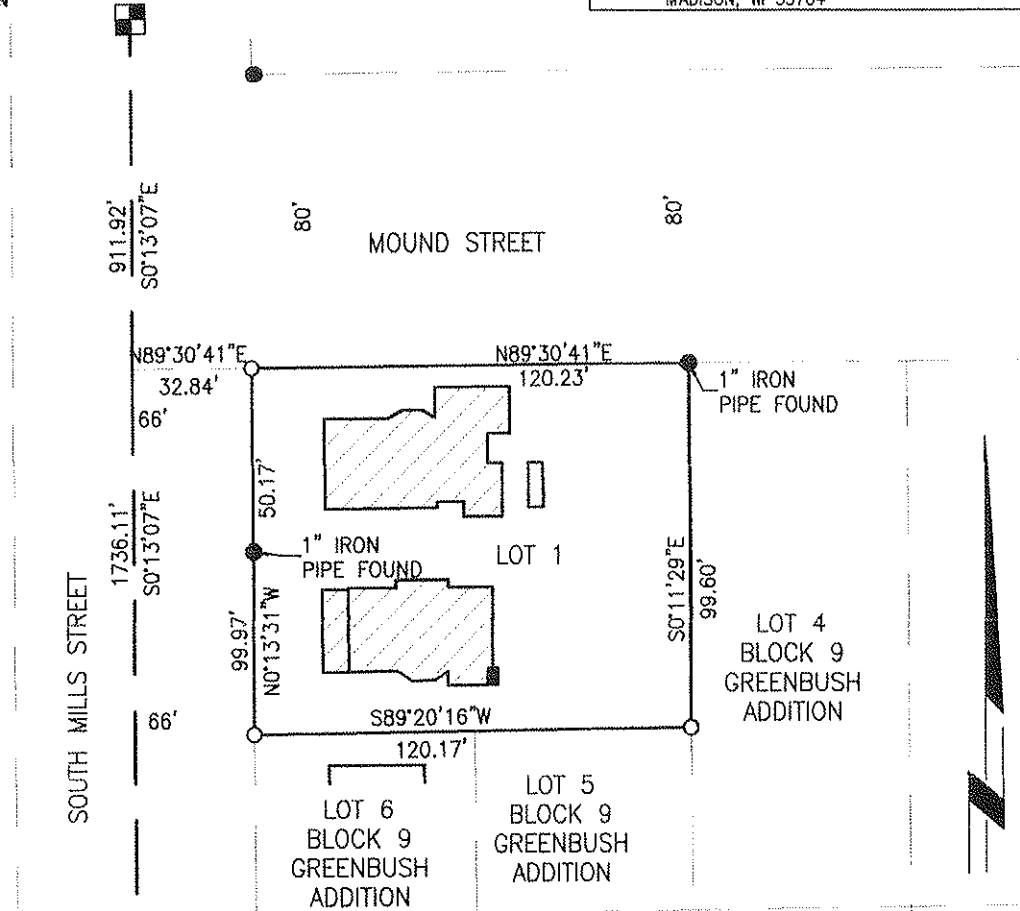 MADISON, WI 53704
911.92'
S0°13'07"E
80'
80'
MOUND STREET
N89°30'41"E
32.84'
N89°30'41"E
120.23'
1" IRON
PIPE FOUND
66'
50.17'
1736.11'
S0°13'07"E
1" IRON
PIPE FOUND
LOT 1
S0°11'29"E
99.60'
SOUTH MILLS STREET
99.97'
N0°13'31"W
LOT 4
BLOCK 9
GREENBUSH
ADDITION
66'
S89°20'16"W
120.17'
LOT 6
BLOCK 9
GREENBUSH
ADDITION
LOT 5
BLOCK 9
GREENBUSH
ADDITION